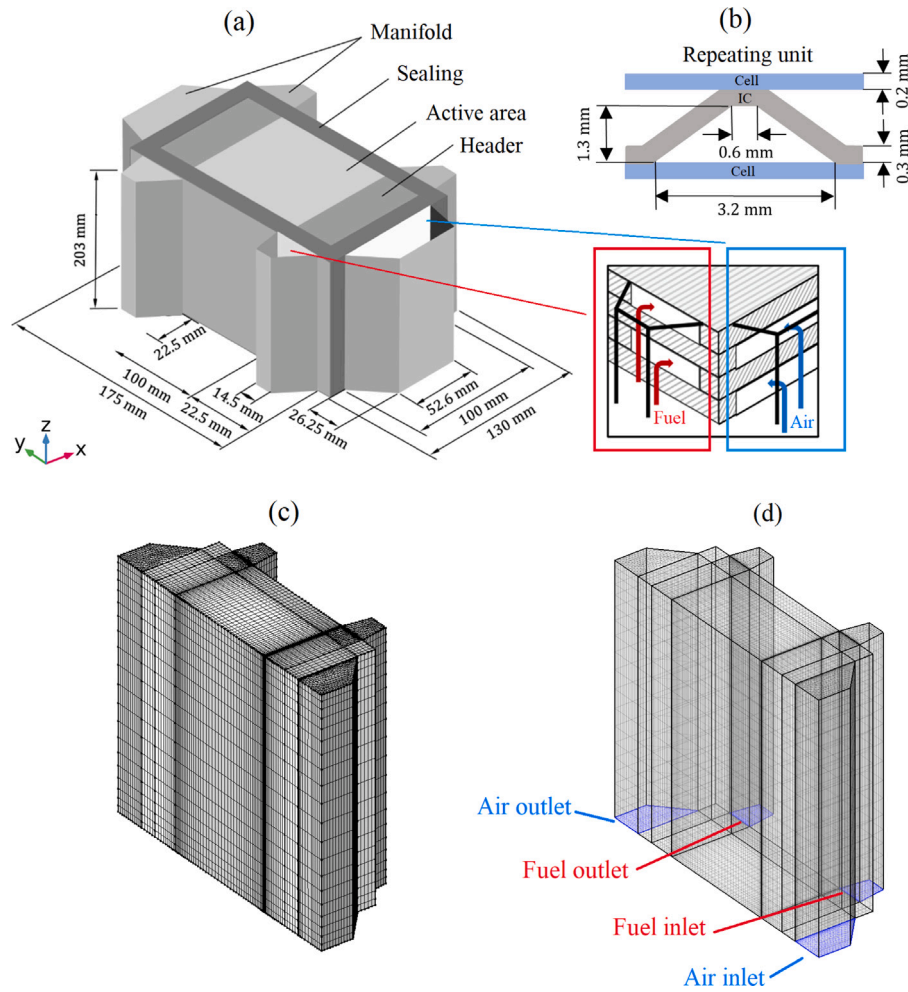 (a)
Manifold
Sealing
Active area
Header
203 mm
22.5 mm
100 mm
175 mm
22.5 mm
14.5 mm
26.25 mm
52.6 mm
100 mm
130 mm
z
y
x
(b)
Repeating unit
Cell
IC
Cell
0.2 mm
1.3 mm
0.6 mm
0.3 mm
3.2 mm
Fuel
Air
(c)
(d)
Air outlet
Fuel outlet
Fuel inlet
Air inlet